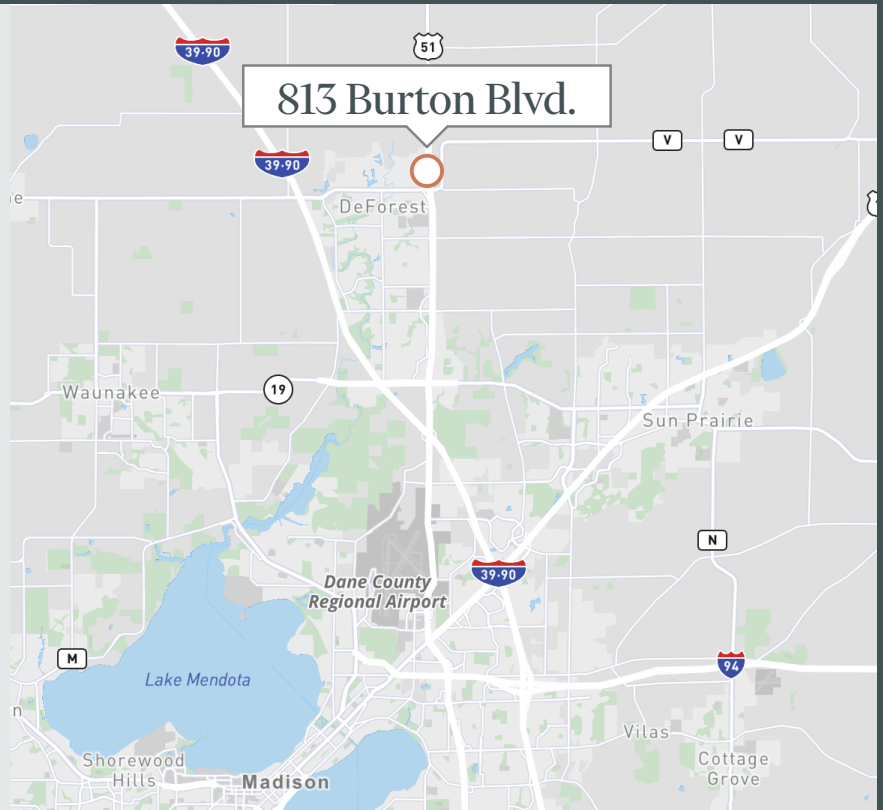 39·90
51
813 Burton Blvd.
V
V
39·90
DeForest
Waunakee
19
Sun Prairie
N
Dane County
Regional Airport
39·90
M
94
Lake Mendota
Vilas
Shorewood
Hills
Cottage
Grove
Madison